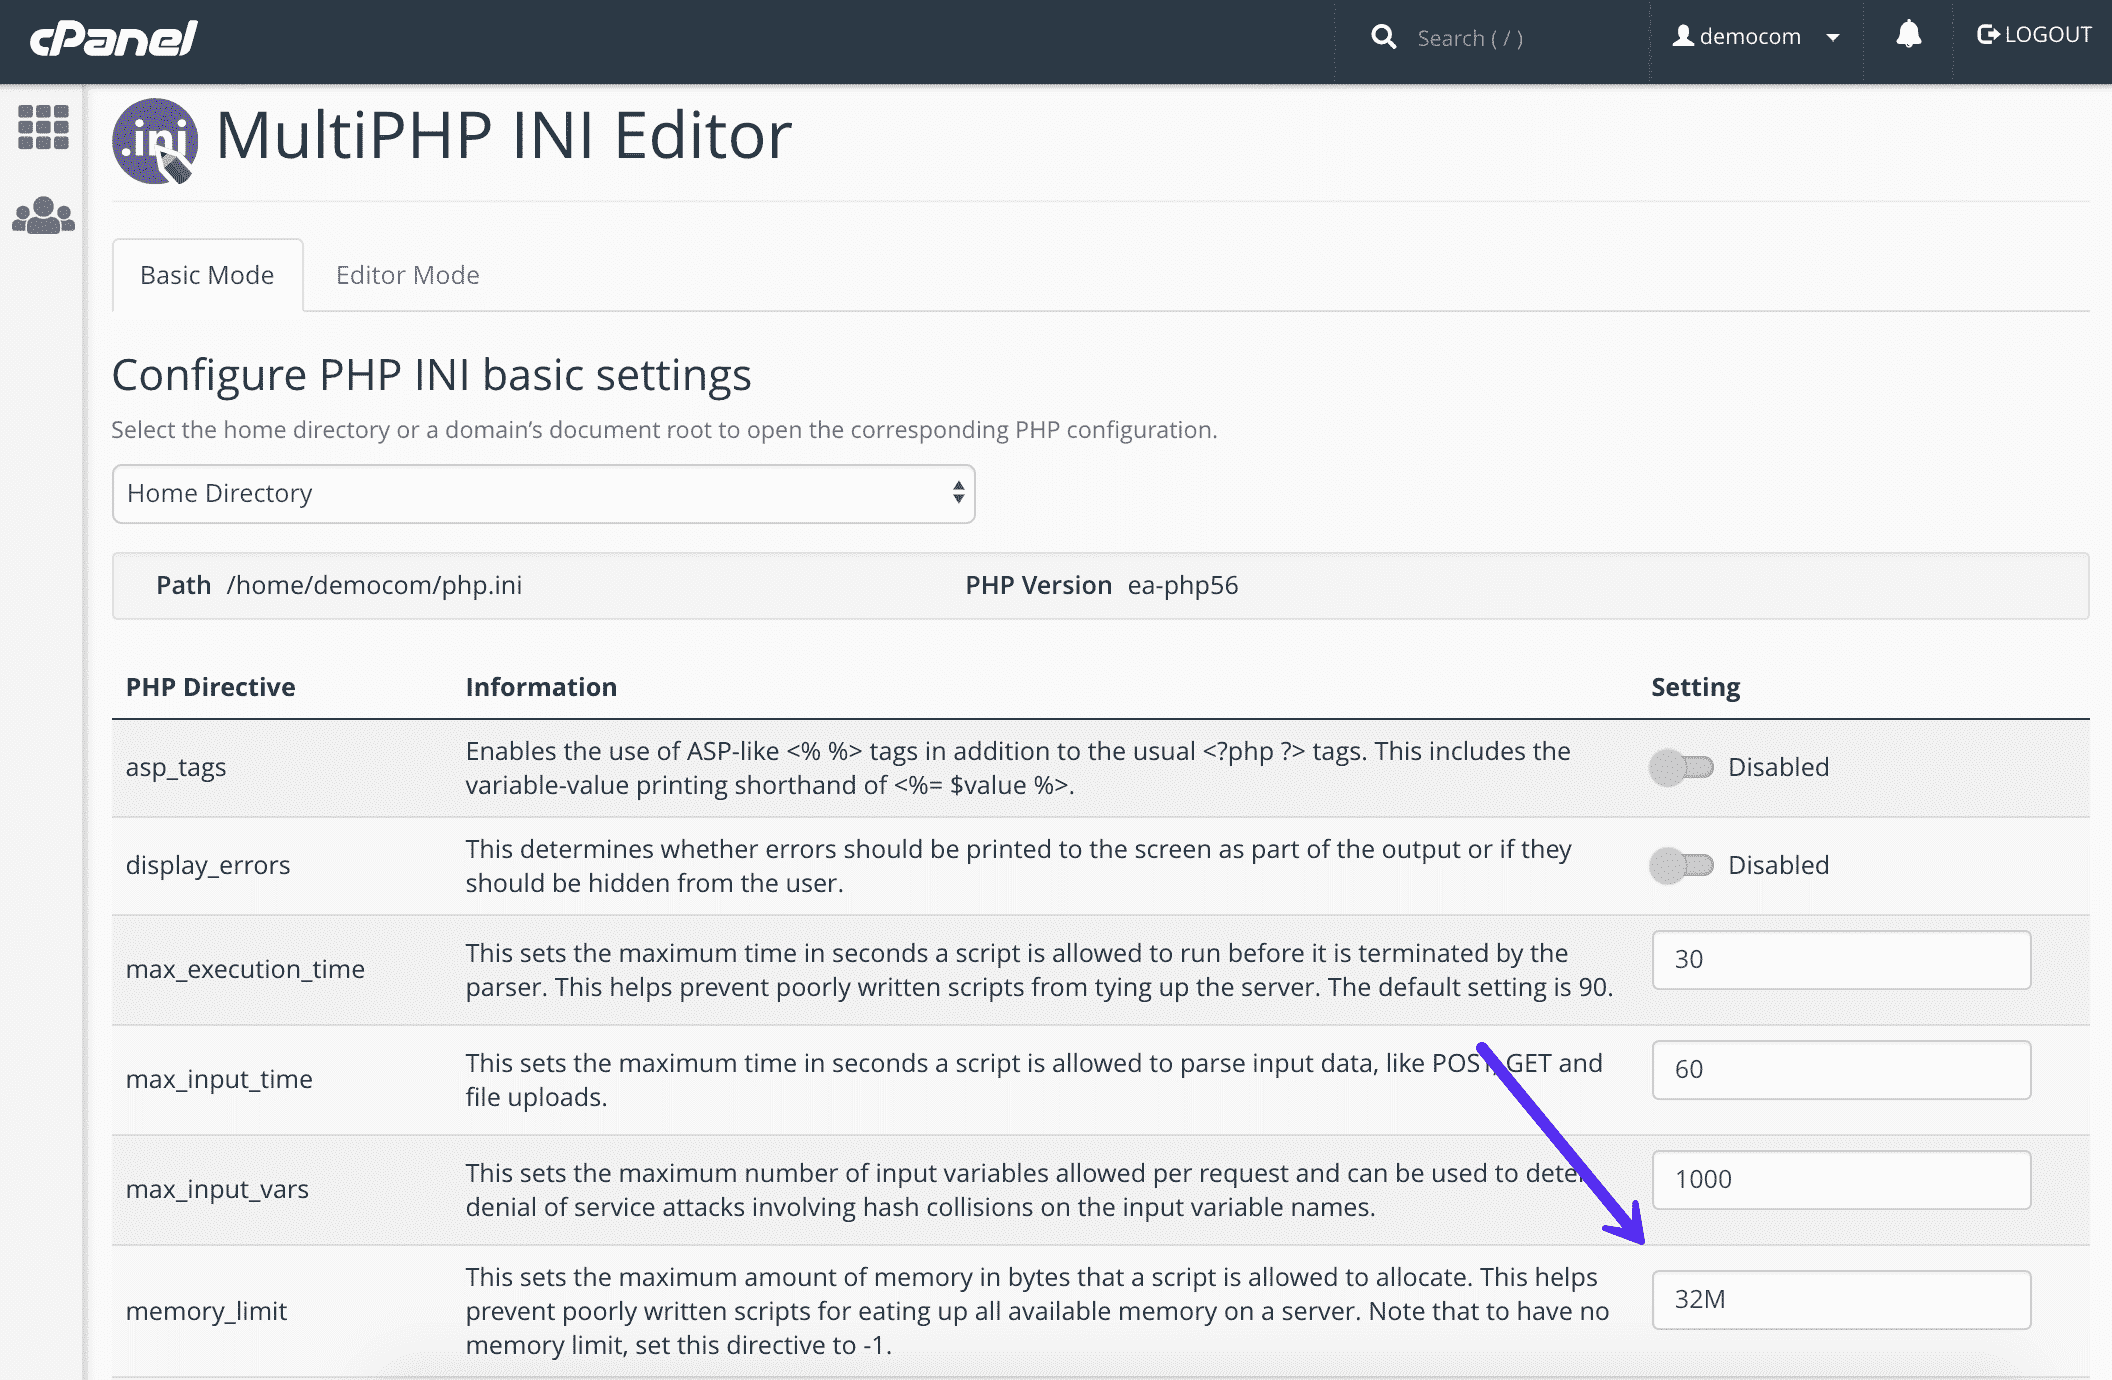 cPanel
Search ( / )
democom
LOGOUT
.ini
MultiPHP INI Editor
Basic Mode
Editor Mode
Configure PHP INI basic settings
Select the home directory or a domain’s document root to open the corresponding PHP configuration.
Home Directory
Path /home/democom/php.ini
PHP Version ea-php56
PHP Directive
Information
Setting
asp_tags
Enables the use of ASP-like <% %> tags in addition to the usual <?php ?> tags. This includes the
variable-value printing shorthand of <%= $value %>.
Disabled
display_errors
This determines whether errors should be printed to the screen as part of the output or if they
should be hidden from the user.
Disabled
max_execution_time
This sets the maximum time in seconds a script is allowed to run before it is terminated by the
parser. This helps prevent poorly written scripts from tying up the server. The default setting is 90.
30
max_input_time
This sets the maximum time in seconds a script is allowed to parse input data, like POST, GET and
file uploads.
60
max_input_vars
This sets the maximum number of input variables allowed per request and can be used to deter
denial of service attacks involving hash collisions on the input variable names.
1000
memory_limit
This sets the maximum amount of memory in bytes that a script is allowed to allocate. This helps
prevent poorly written scripts for eating up all available memory on a server. Note that to have no
memory limit, set this directive to -1.
32M